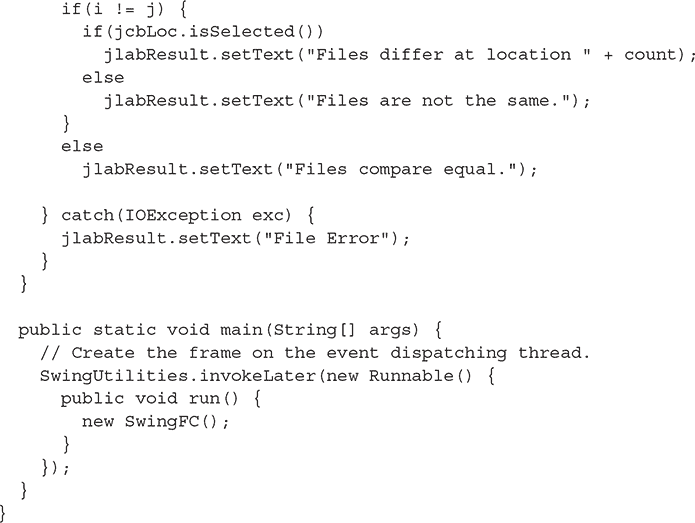 if(i != j) {
        if(jcbLoc.isSelected())
          jlabResult.setText("Files differ at location " + count);
        else
          jlabResult.setText("Files are not the same.");
      }
      else
        jlabResult.setText("Files compare equal.");

    } catch(IOException exc) {
      jlabResult.setText("File Error");
    }
  }

  public static void main(String[] args) {
    // Create the frame on the event dispatching thread.
    SwingUtilities.invokeLater(new Runnable() {
      public void run() {
        new SwingFC();
      }
    });
  }
}